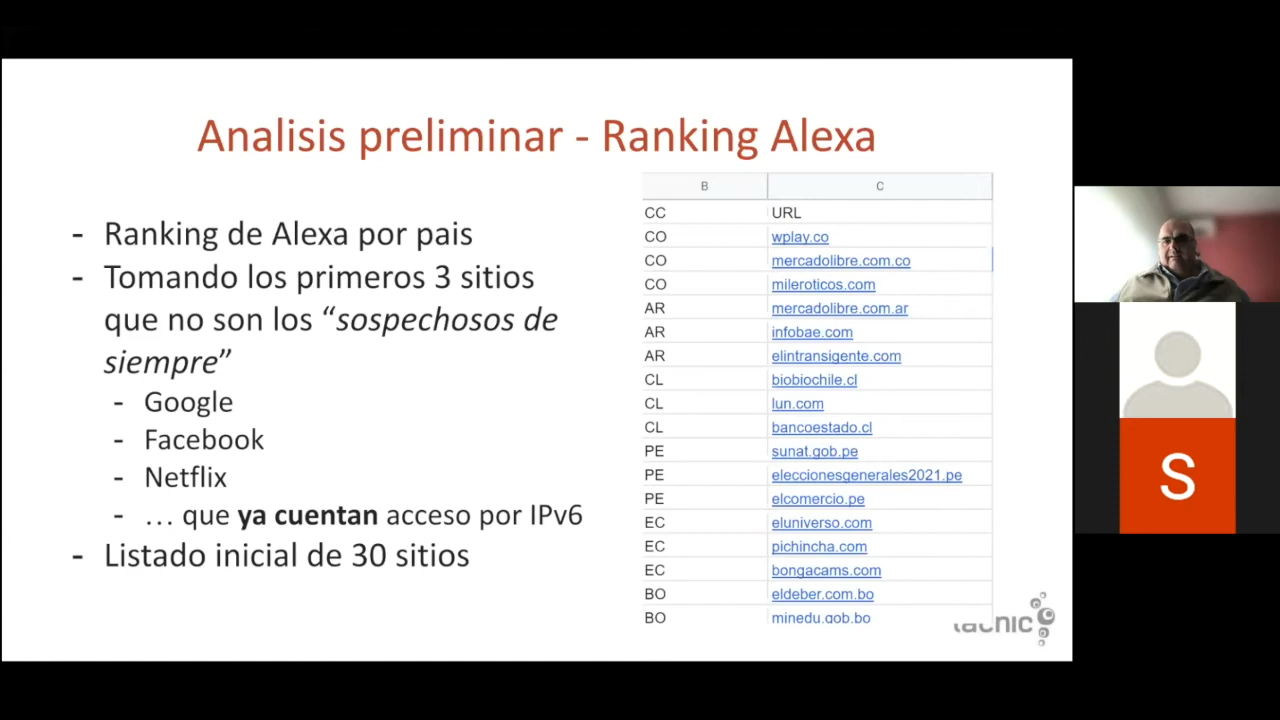 Analisis preliminar - Ranking Alexa
- Ranking de Alexa por pais
- Tomando los primeros 3 sitios
que no son los “sospechosos de
siempre”
- Google
- Facebook
- Netflix
- … que ya cuentan acceso por IPv6
- Listado inicial de 30 sitios
B C
CC URL
CO wplay.co
CO mercadolibre.com.co
CO mileroticos.com
AR mercadolibre.com.ar
AR infobae.com
AR elintransigente.com
CL biobiochile.cl
CL lun.com
CL bancoestado.cl
PE sunat.gob.pe
PE eleccionesgenerales2021.pe
PE elcomercio.pe
EC eluniverso.com
EC pichincha.com
EC bongacams.com
BO eldeber.com.bo
BO minedu.gob.bo
lacnic
S